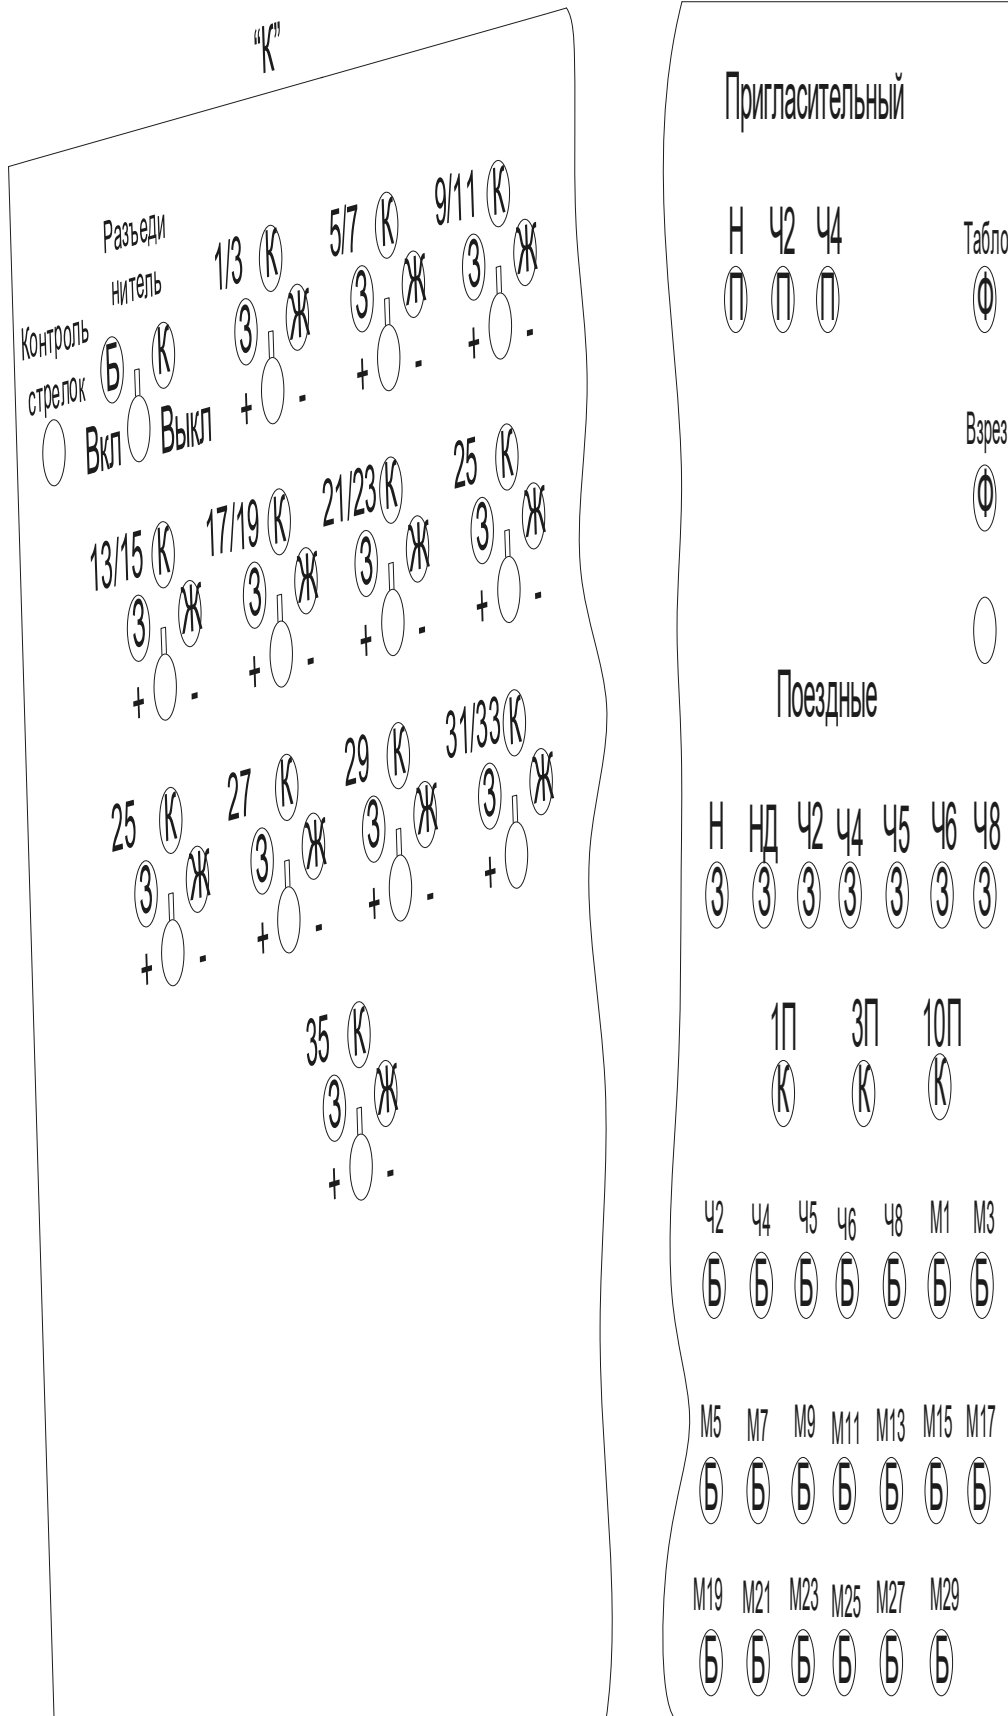 “К”
Разъеди
нитель
Б К
Вкл Выкл
Контроль
стрелок
1/3 К
З Ж
+ -
5/7 К
З Ж
+ -
9/11 К
З Ж
+ -
13/15 К
З Ж
+ -
17/19 К
З Ж
+ -
21/23 К
З Ж
+ -
25 К
З Ж
+ -
25 К
З Ж
+ -
27 К
З Ж
+ -
29 К
З Ж
+ -
31/33 К
З Ж
+
35 К
З Ж
+ -
Пригласительный
Н Ч2 Ч4
П П П
Табло
Ф
Взрез
Ф
Поездные
Н НД Ч2 Ч4 Ч5 Ч6 Ч8
З З З З З З З
1П 3П 10П
К К К
Ч2 Ч4 Ч5 Ч6 Ч8 М1 М3
Б Б Б Б Б Б Б
М5 М7 М9 М11 М13 М15 М17
Б Б Б Б Б Б Б
М19 М21 М23 М25 М27 М29
Б Б Б Б Б Б